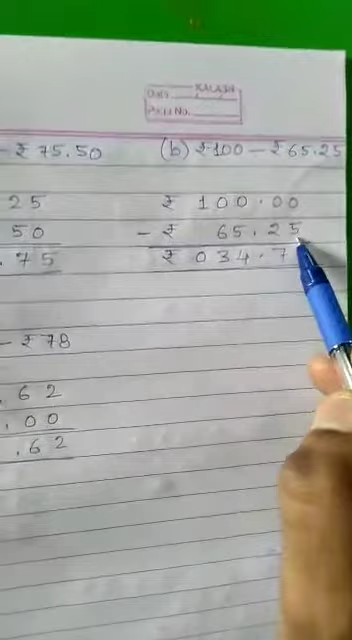 Date KALASH
Page No.
- ₹ 75.50 (b) ₹ 100 - ₹ 65.25
25 ₹ 100.00
50 - ₹ 65.25
.75 ₹ 034.7
- ₹ 78
.62
.00
.62